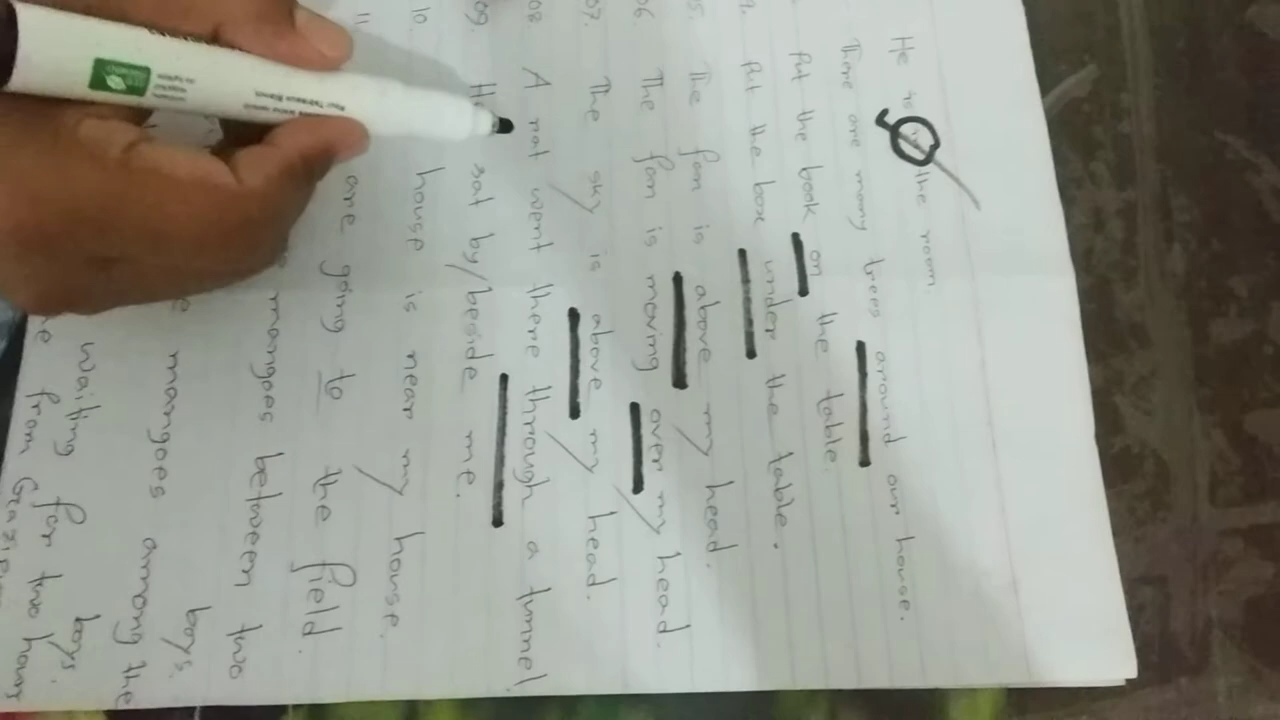 He the room.
There are many trees around our house.
Put the book on the table.
Put the box under the table.
05. The fan is above my head.
06 The fan is moving over my head.
07. The sky is above my head.
08 A rat went there through a tunnel.
09. He sat by/beside me.
10. house is near my house.
11 are going to the field.
mangoes between two
boys.
mangoes among the
boys.
waiting for two hours
from